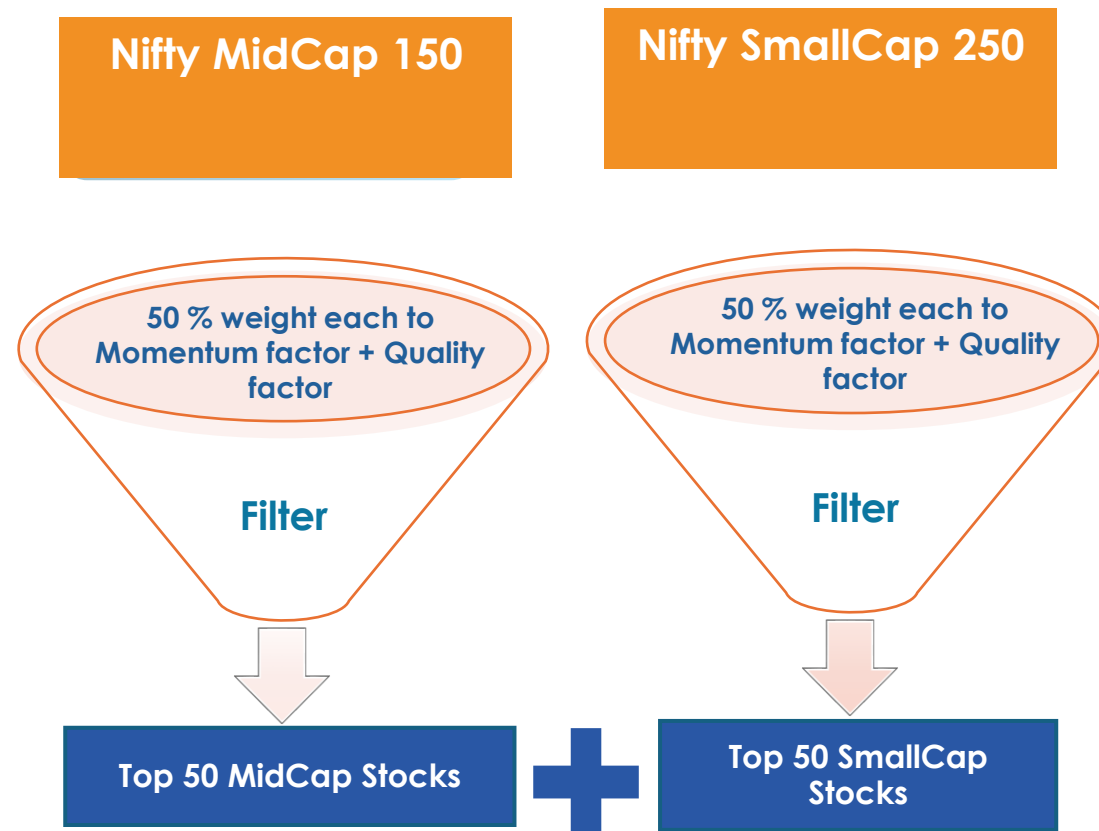 Nifty MidCap 150
Nifty SmallCap 250
50 % weight each to
Momentum factor + Quality
factor
50 % weight each to
Momentum factor + Quality
factor
Filter
Filter
Top 50 MidCap Stocks
Top 50 SmallCap
Stocks